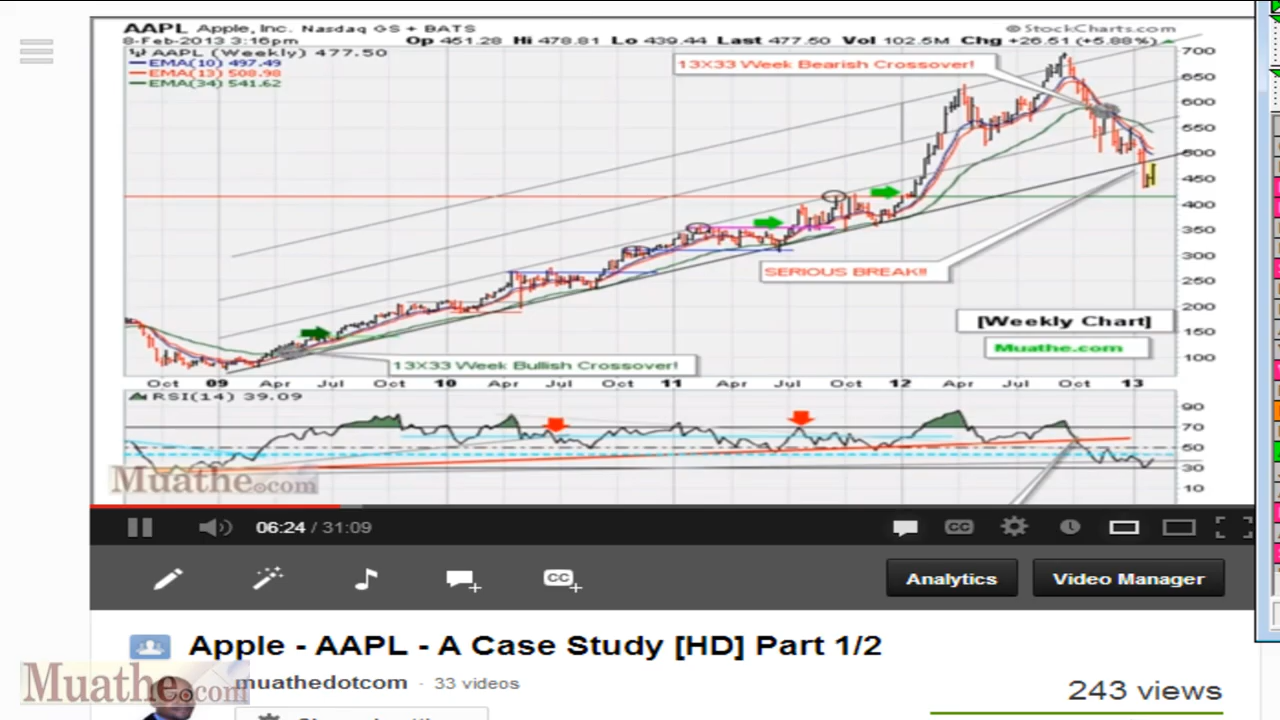 AAPL Apple, Inc. Nasdaq GS + BATS
© StockCharts.com
8-Feb-2013 3:16pm
Op 451.28 Hi 478.81 Lo 439.44 Last 477.50 Vol 102.5M Chg +26.51 (+5.88%)
AAPL (Weekly) 477.50
EMA(10) 497.49
EMA(13) 508.98
EMA(34) 541.62
13X33 Week Bearish Crossover!
700
650
600
550
500
450
400
350
300
250
200
150
100
SERIOUS BREAK!!
[Weekly Chart]
Muathe.com
13X33 Week Bullish Crossover!
Oct 09 Apr Jul Oct 10 Apr Jul Oct 11 Apr Jul Oct 12 Apr Jul Oct 13
RSI(14) 39.09
90
70
50
30
10
Muathe.com
06:24 / 31:09
CC
CC
Analytics
Video Manager
Apple - AAPL - A Case Study [HD] Part 1/2
Muathe.com
muathedotcom · 33 videos
243 views